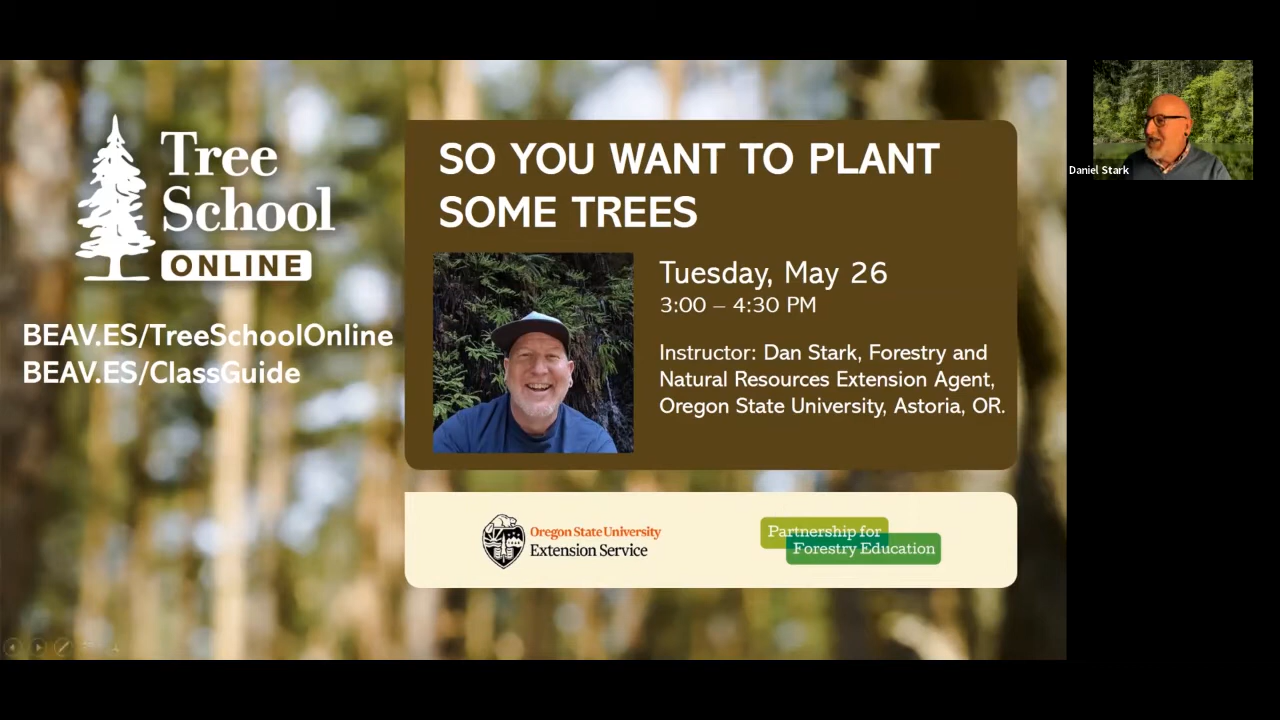 Tree
School
ONLINE
BEAV.ES/TreeSchoolOnline
BEAV.ES/ClassGuide
SO YOU WANT TO PLANT
SOME TREES
Tuesday, May 26
3:00 – 4:30 PM
Instructor: Dan Stark, Forestry and
Natural Resources Extension Agent,
Oregon State University, Astoria, OR.
Oregon State University
Extension Service
Partnership for
Forestry Education
Daniel Stark